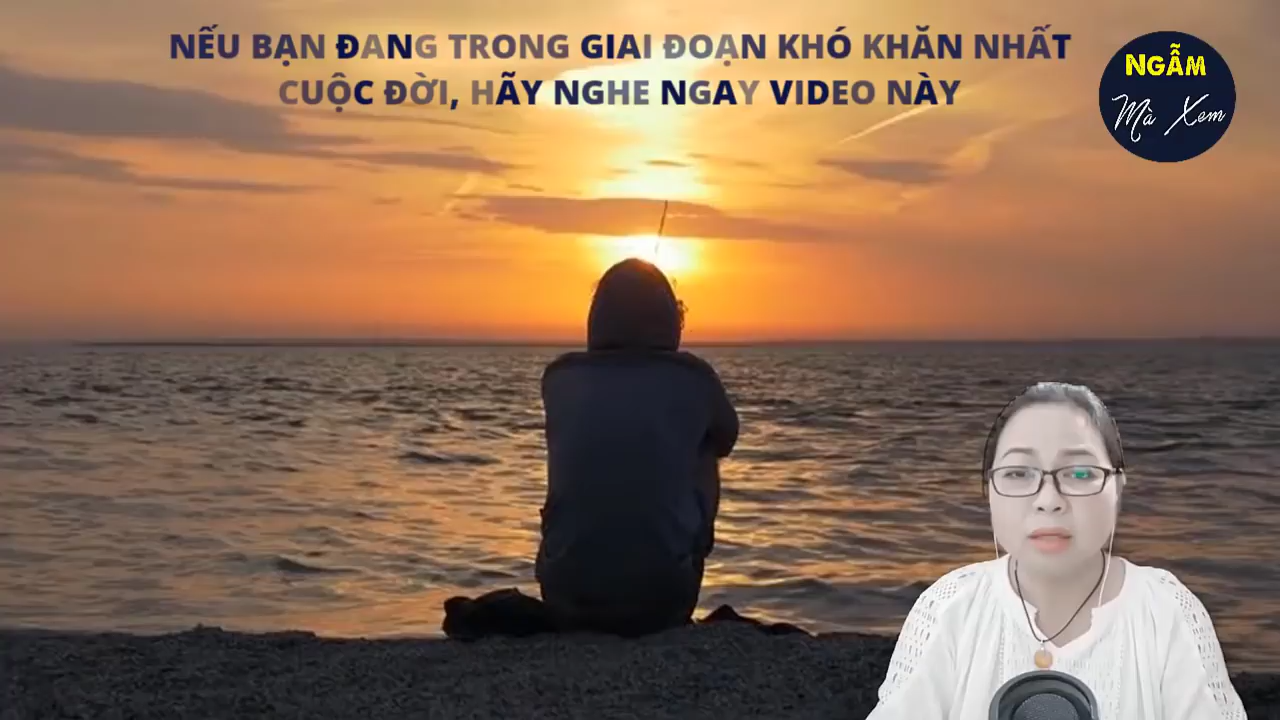 NẾU BẠN ĐANG TRONG GIAI ĐOẠN KHÓ KHĂN NHẤT
CUỘC ĐỜI, HÃY NGHE NGAY VIDEO NÀY
NGẪM
Mà Xem